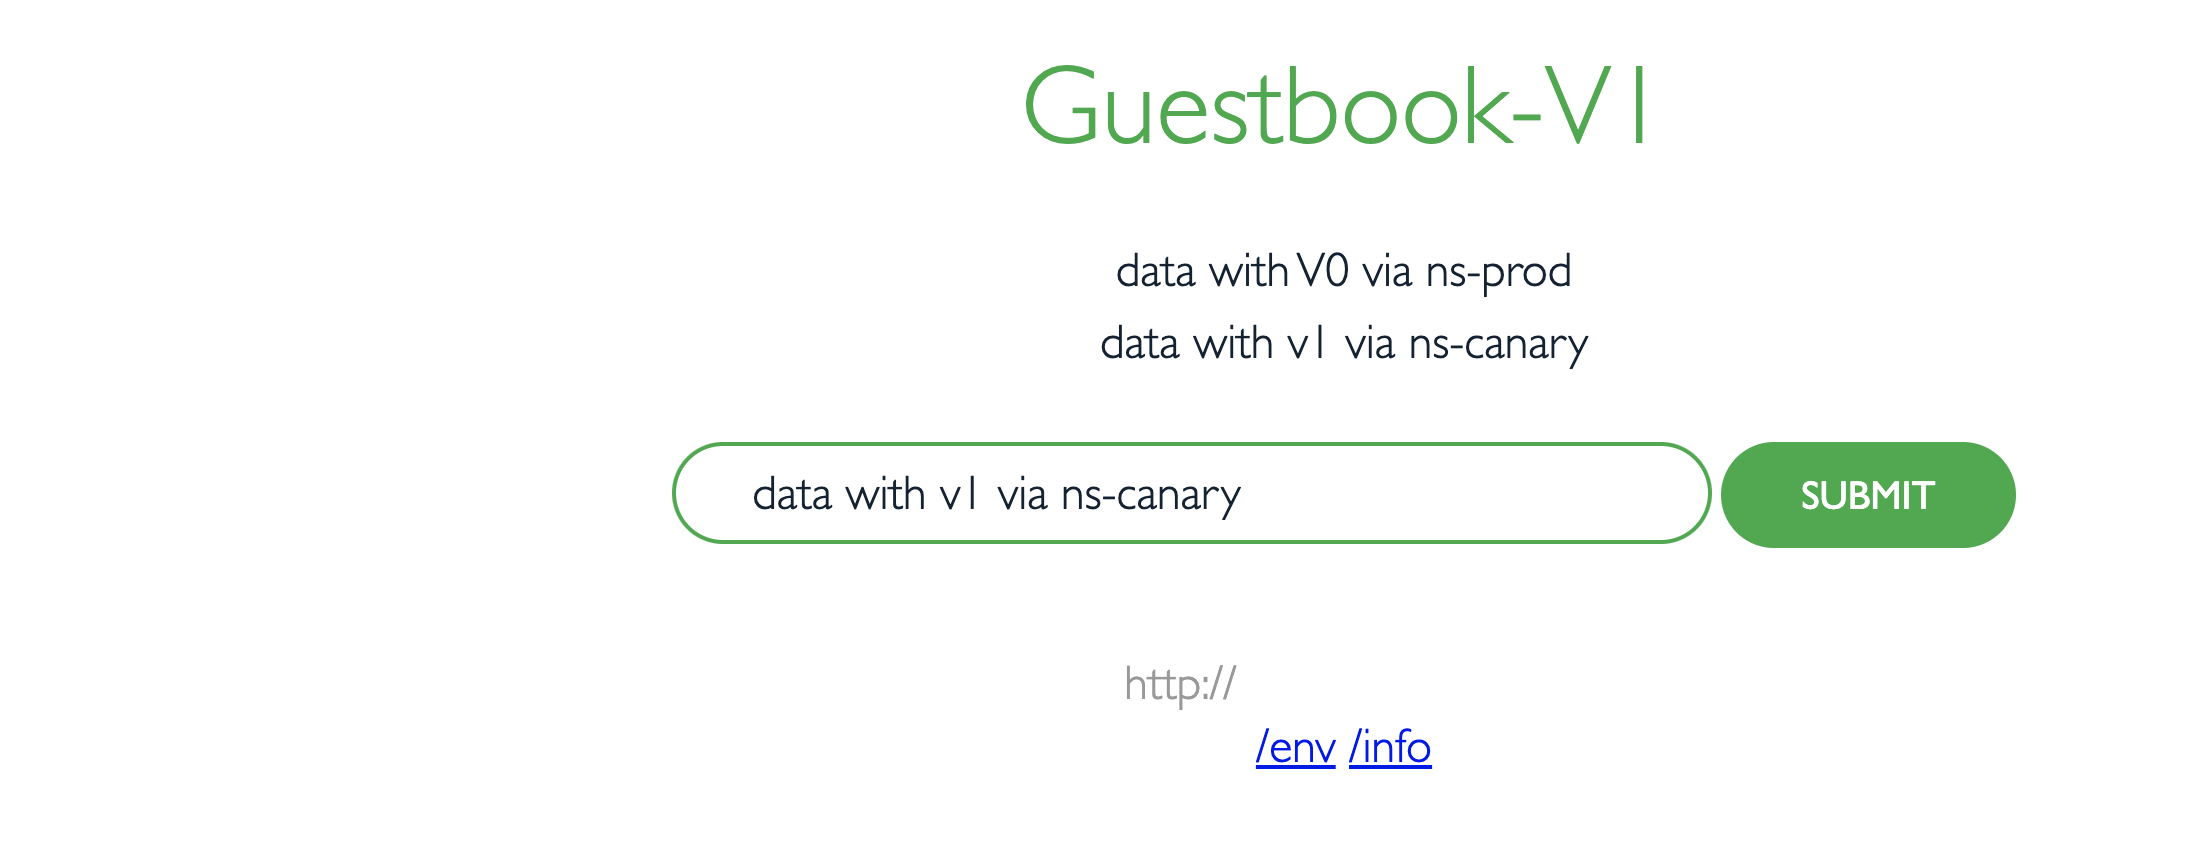 Guestbook-V1
data with V0 via ns-prod
data with v1 via ns-canary
data with v1 via ns-canary SUBMIT
http://
/env /info